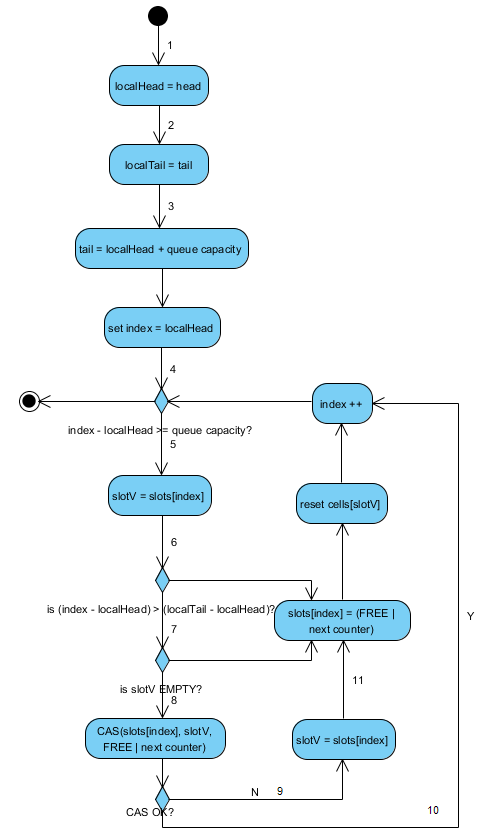 1
localHead = head
2
localTail = tail
3
tail = localHead + queue capacity
set index = localHead
4
index ++
index - localHead >= queue capacity?
5
slotV = slots[index]
reset cells[slotV]
6
is (index - localHead) > (localTail - localHead)?
slots[index] = (FREE |
next counter)
Y
7
11
is slotV EMPTY?
8
CAS(slots[index], slotV,
FREE | next counter)
slotV = slots[index]
N
9
CAS OK?
10